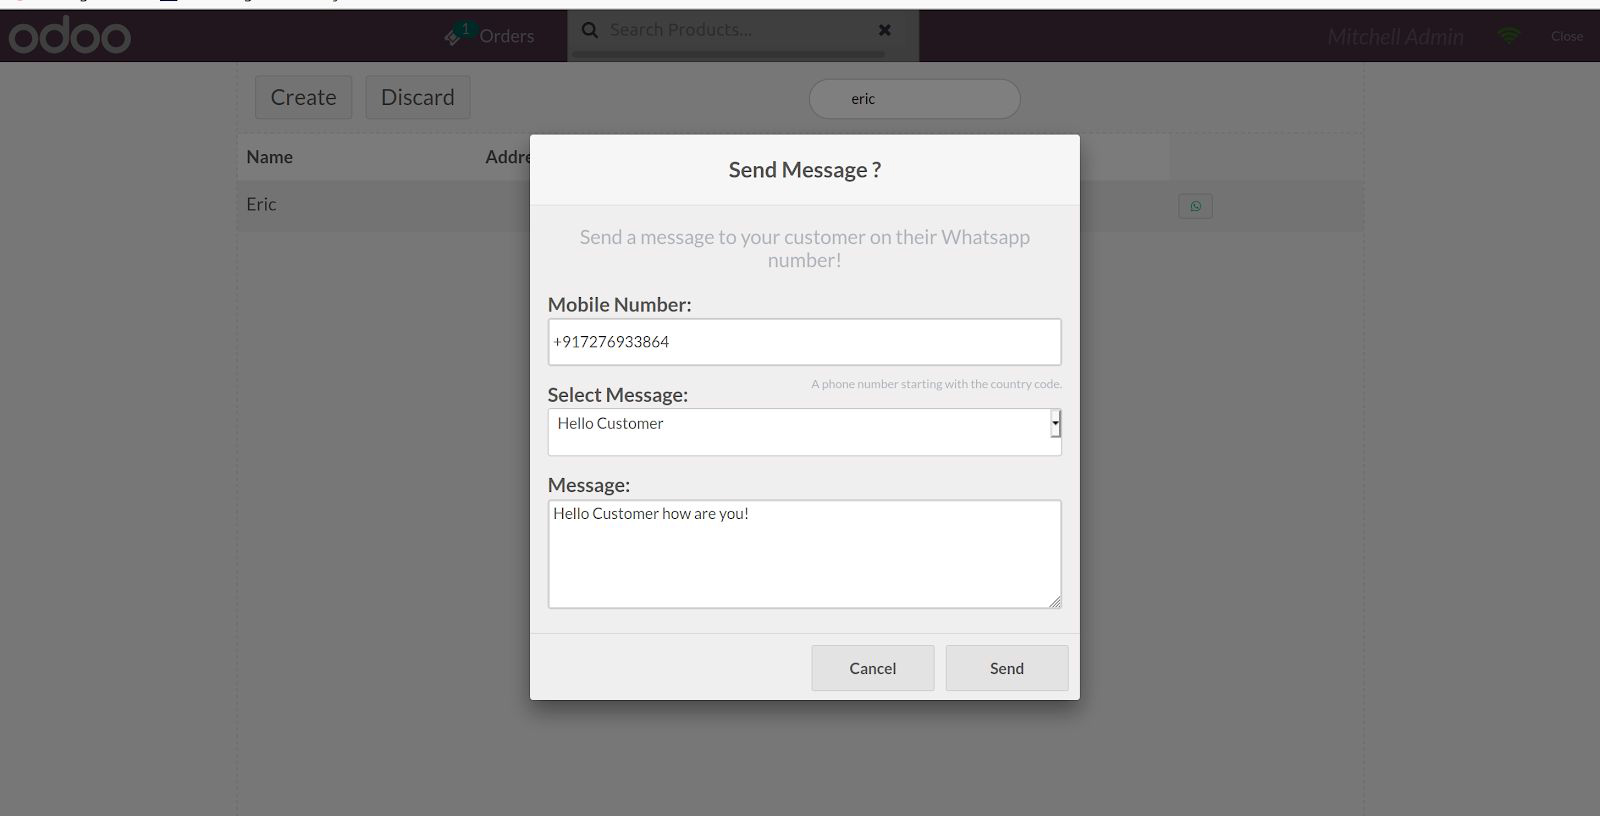 odoo
1
Orders
Search Products...
Mitchell Admin
Close
Create
Discard
eric
Name
Addre
Eric
Send Message ?
Send a message to your customer on their Whatsapp
number!
Mobile Number:
+917276933864
A phone number starting with the country code.
Select Message:
Hello Customer
Message:
Hello Customer how are you!
Cancel
Send